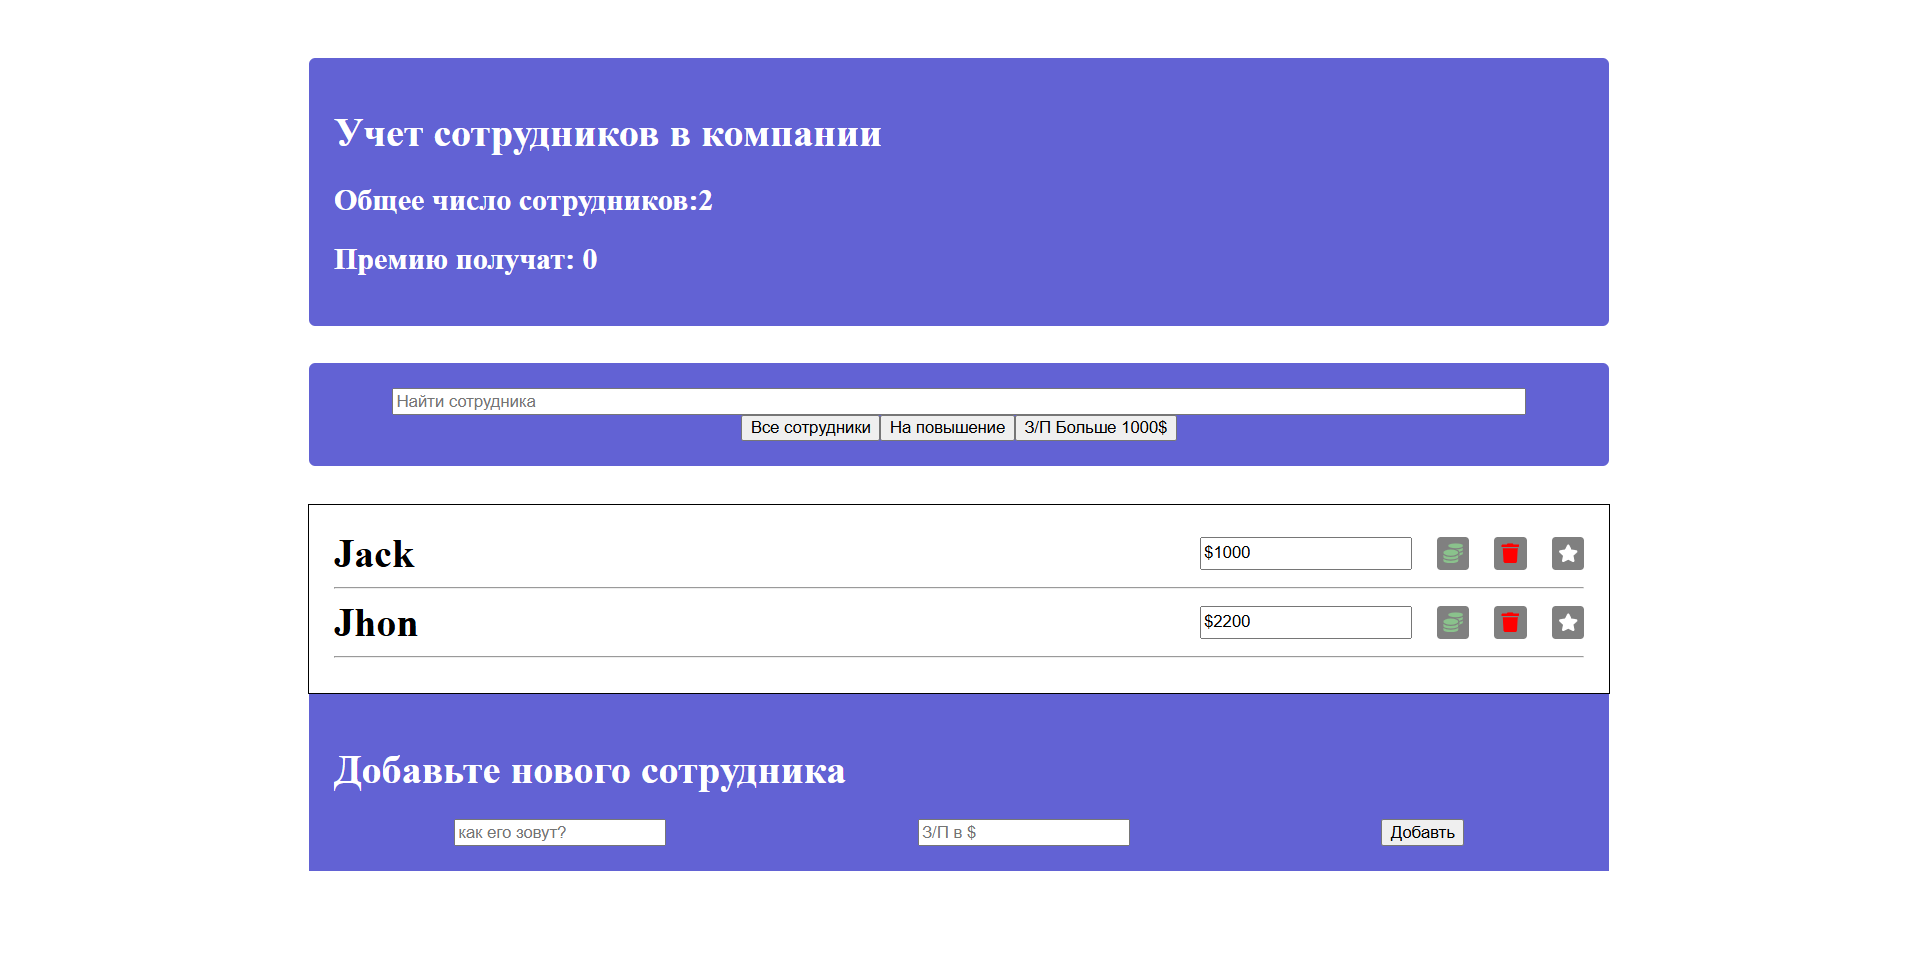 Учет сотрудников в компании
Общее число сотрудников:2
Премию получат: 0
Найти сотрудника
Все сотрудники На повышение З/П Больше 1000$
Jack $1000
Jhon $2200
Добавьте нового сотрудника
как его зовут? З/П в $ Добавть